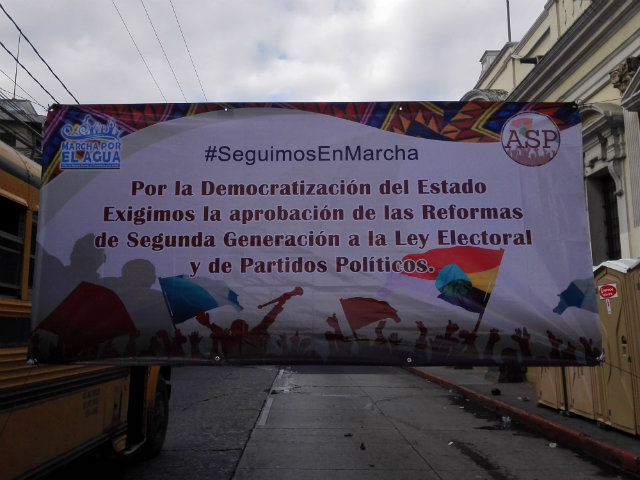 #SeguimosEnMarcha
MARCHA POR
EL AGUA
ASP
Por la Democratización del Estado
Exigimos la aprobación de las Reformas
de Segunda Generación a la Ley Electoral
y de Partidos Políticos.